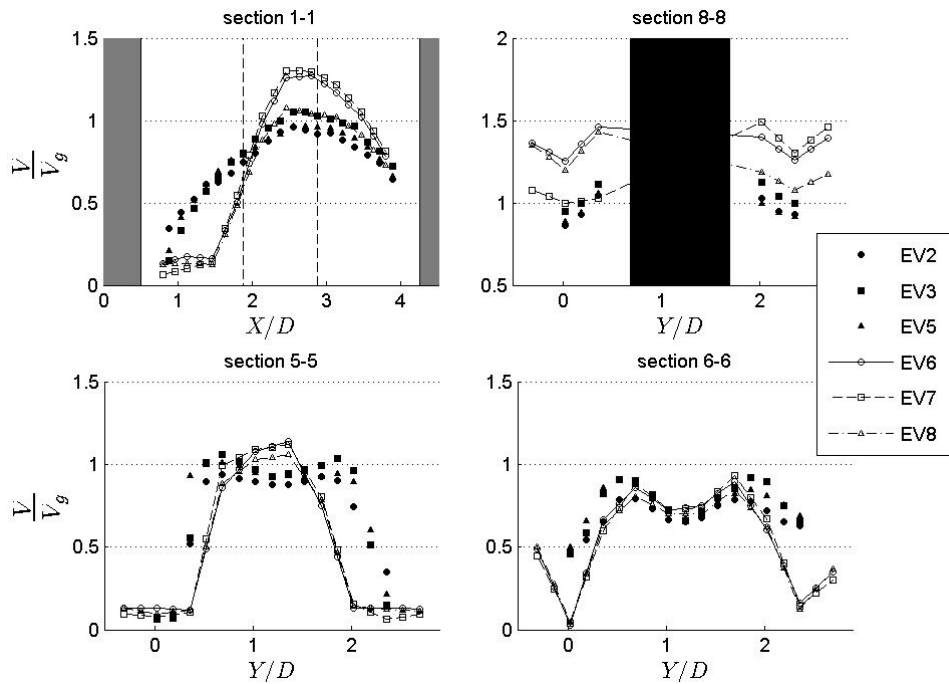 section 1-1
section 8-8
V/V_g
1.5
1
0.5
0
0 1 2 3 4
X/D
2
1.5
1
0.5
0 1 2
Y/D
EV2
EV3
EV5
EV6
EV7
EV8
section 5-5
section 6-6
V/V_g
1.5
1
0.5
0
0 1 2
Y/D
1.5
1
0.5
0
0 1 2
Y/D